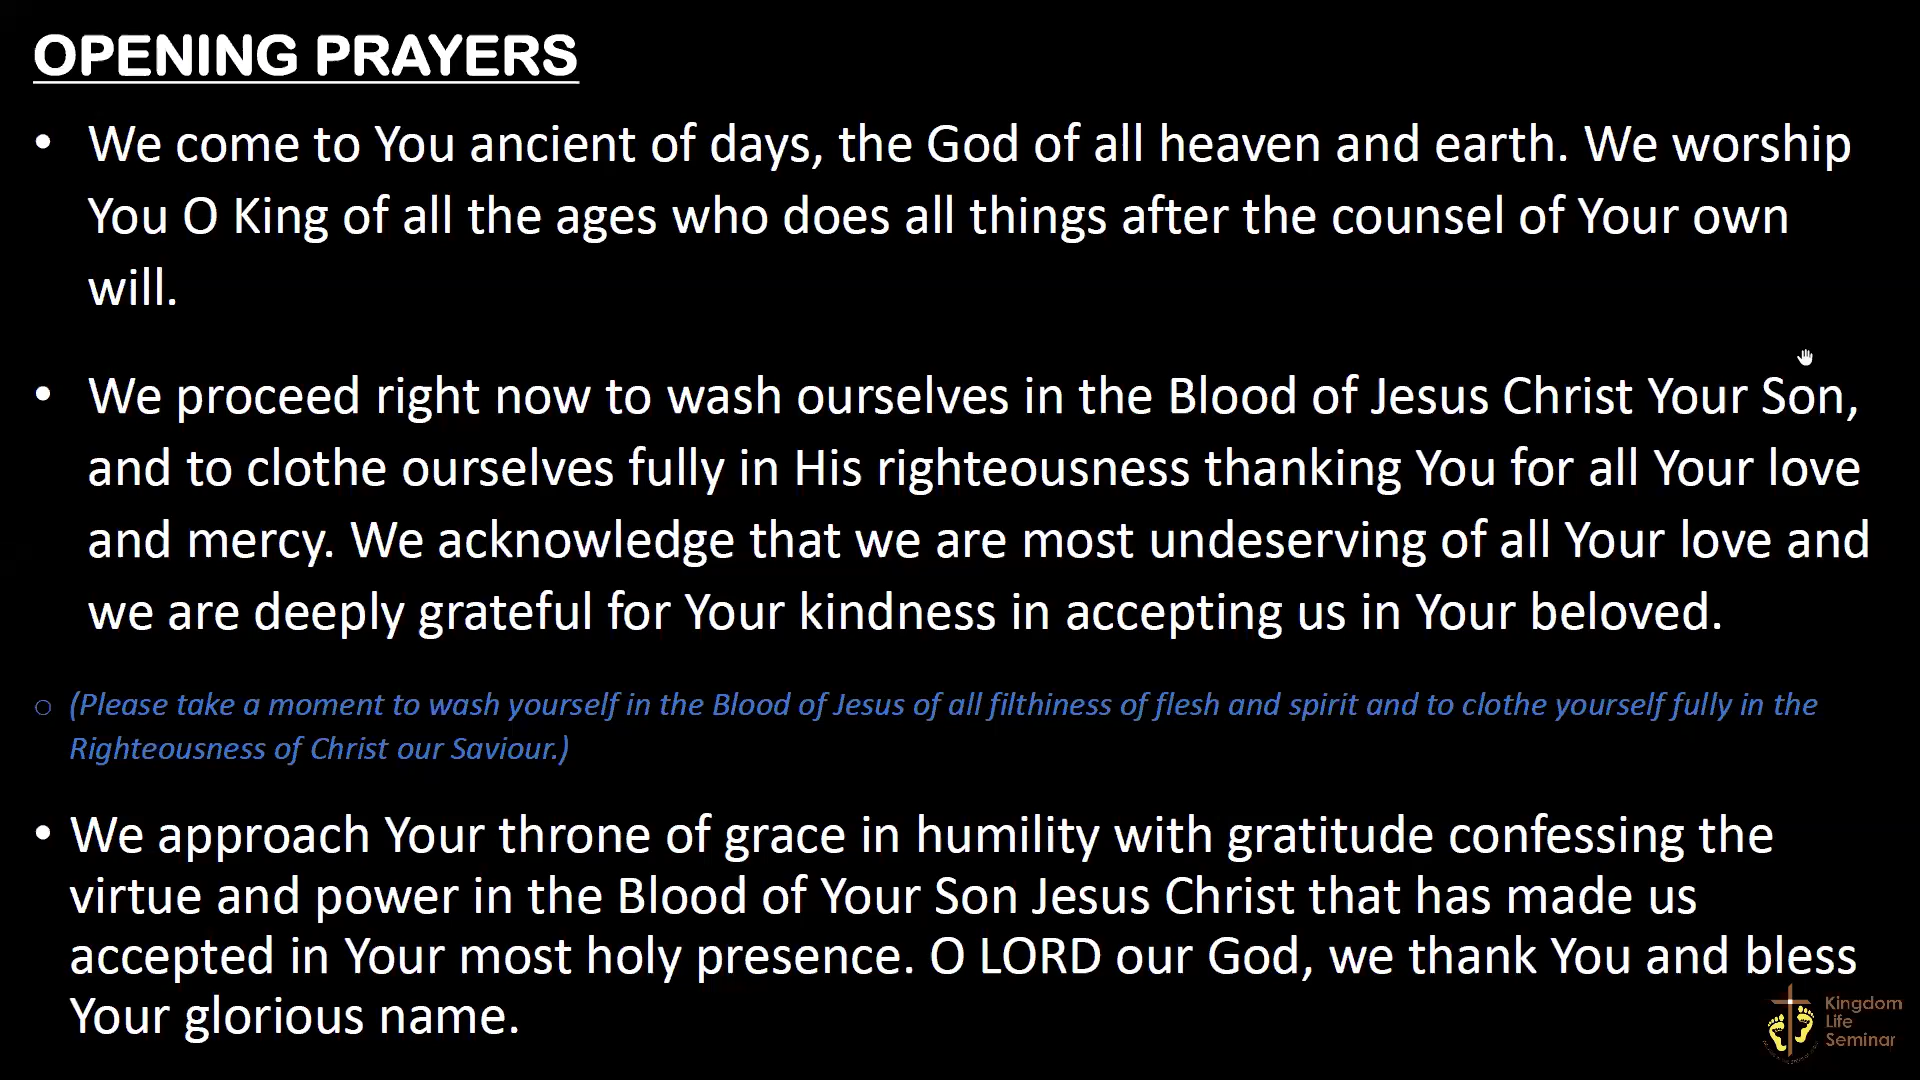 OPENING PRAYERS
• We come to You ancient of days, the God of all heaven and earth. We worship
You O King of all the ages who does all things after the counsel of Your own
will.
• We proceed right now to wash ourselves in the Blood of Jesus Christ Your Son,
and to clothe ourselves fully in His righteousness thanking You for all Your love
and mercy. We acknowledge that we are most undeserving of all Your love and
we are deeply grateful for Your kindness in accepting us in Your beloved.
o (Please take a moment to wash yourself in the Blood of Jesus of all filthiness of flesh and spirit and to clothe yourself fully in the
Righteousness of Christ our Saviour.)
• We approach Your throne of grace in humility with gratitude confessing the
virtue and power in the Blood of Your Son Jesus Christ that has made us
accepted in Your most holy presence. O LORD our God, we thank You and bless
Your glorious name.
Kingdom
Life
Seminar